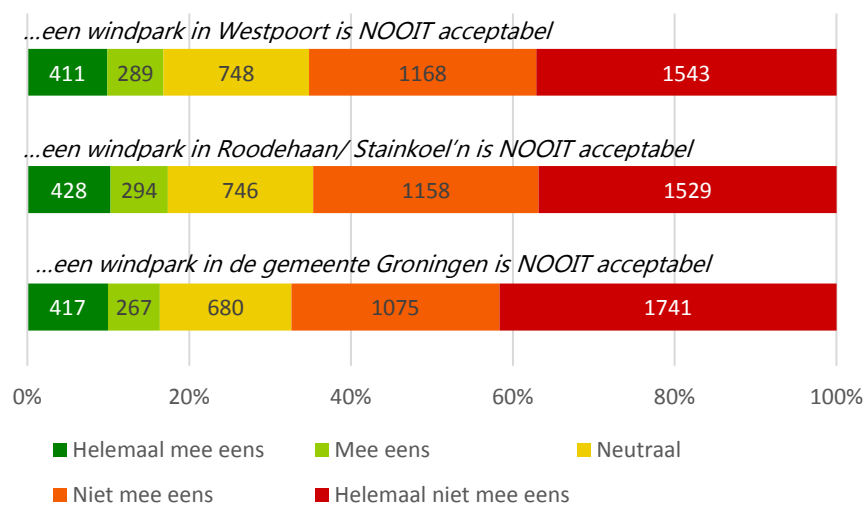 ...een windpark in Westpoort is NOOIT acceptabel
411 289 748 1168 1543
...een windpark in Roodehaan/ Stainkoel'n is NOOIT acceptabel
428 294 746 1158 1529
...een windpark in de gemeente Groningen is NOOIT acceptabel
417 267 680 1075 1741
0% 20% 40% 60% 80% 100%
Helemaal mee eens Mee eens Neutraal
Niet mee eens Helemaal niet mee eens